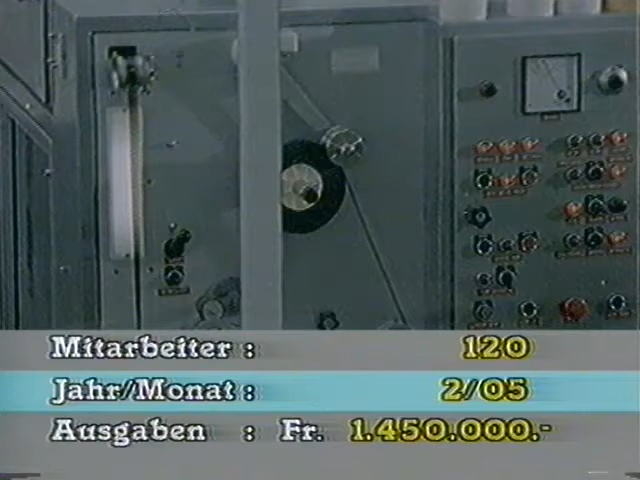 Mitarbeiter : 120
Jahr/Monat : 2/05
Ausgaben : Fr. 1.450.000.-